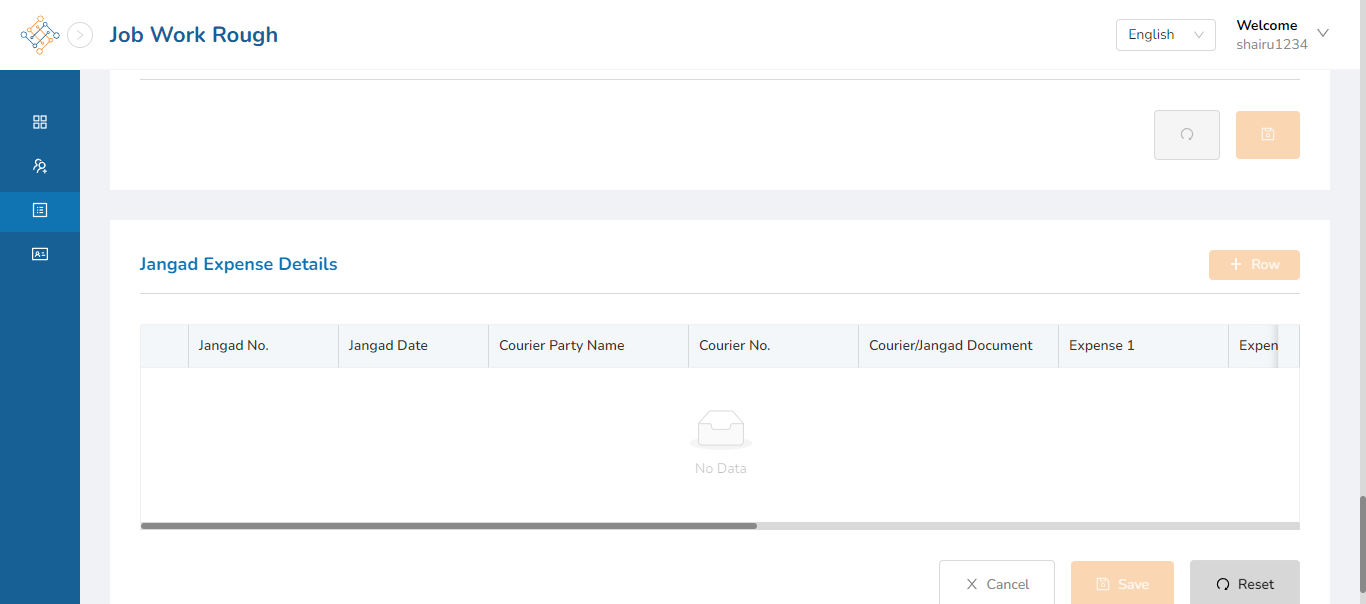 Job Work Rough
English
Welcome
shairu1234
Jangad Expense Details
Row
Jangad No.
Jangad Date
Courier Party Name
Courier No.
Courier/Jangad Document
Expense 1
Expen
No Data
Cancel
Save
Reset